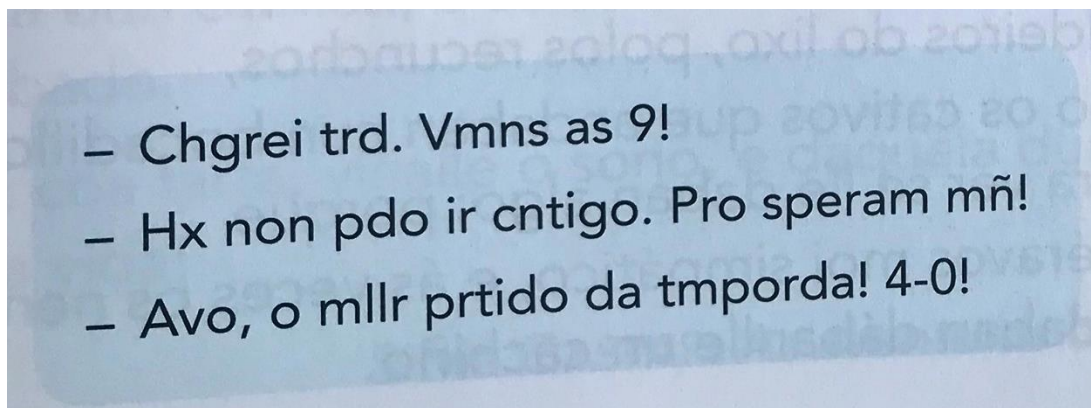 – Chgrei trd. Vmns as 9!
– Hx non pdo ir cntigo. Pro speram mñ!
– Avo, o mllr prtido da tmporda! 4-0!